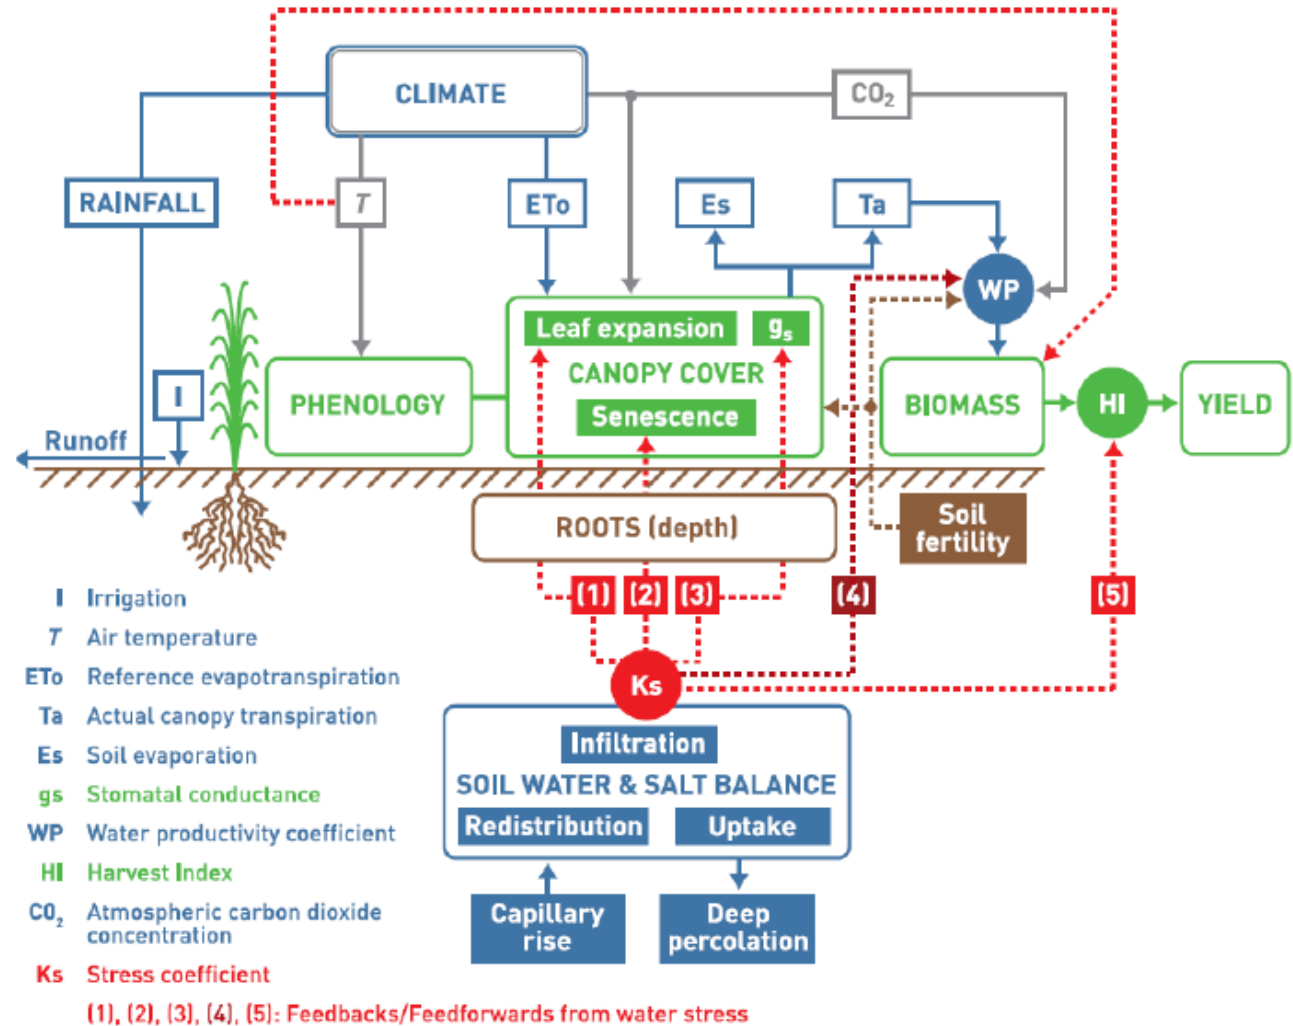 CLIMATE
CO₂
RAINFALL
T
ETo
Es
Ta
WP
Leaf expansion
gs
CANOPY COVER
Senescence
I
PHENOLOGY
BIOMASS
HI
YIELD
Runoff
ROOTS (depth)
Soil
fertility
(1)
(2)
(3)
(4)
(5)
Ks
Infiltration
SOIL WATER & SALT BALANCE
Redistribution
Uptake
Capillary
rise
Deep
percolation
I Irrigation
T Air temperature
ETo Reference evapotranspiration
Ta Actual canopy transpiration
Es Soil evaporation
gs Stomatal conductance
WP Water productivity coefficient
HI Harvest Index
CO₂ Atmospheric carbon dioxide
concentration
Ks Stress coefficient
(1), (2), (3), (4), (5): Feedbacks/Feedforwards from water stress